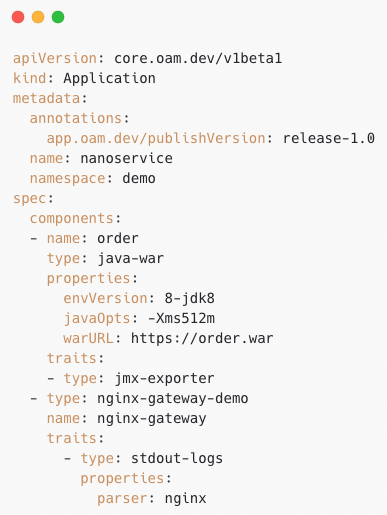 apiVersion: core.oam.dev/v1beta1
kind: Application
metadata:
  annotations:
    app.oam.dev/publishVersion: release-1.0
  name: nanoservice
  namespace: demo
spec:
  components:
  - name: order
    type: java-war
    properties:
      envVersion: 8-jdk8
      javaOpts: -Xms512m
      warURL: https://order.war
    traits:
    - type: jmx-exporter
  - type: nginx-gateway-demo
    name: nginx-gateway
    traits:
      - type: stdout-logs
        properties:
          parser: nginx